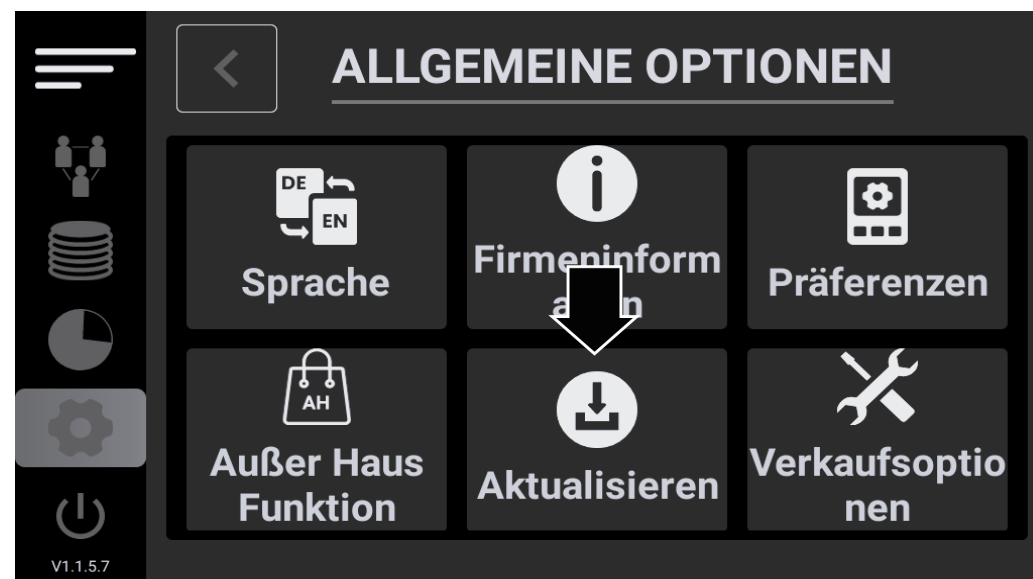 ALLGEMEINE OPTIONEN
DE
EN
Sprache
i
Firmeninform
Präferenzen
AH
Außer Haus
Funktion
Aktualisieren
Verkaufsoptio
nen
V1.1.5.7